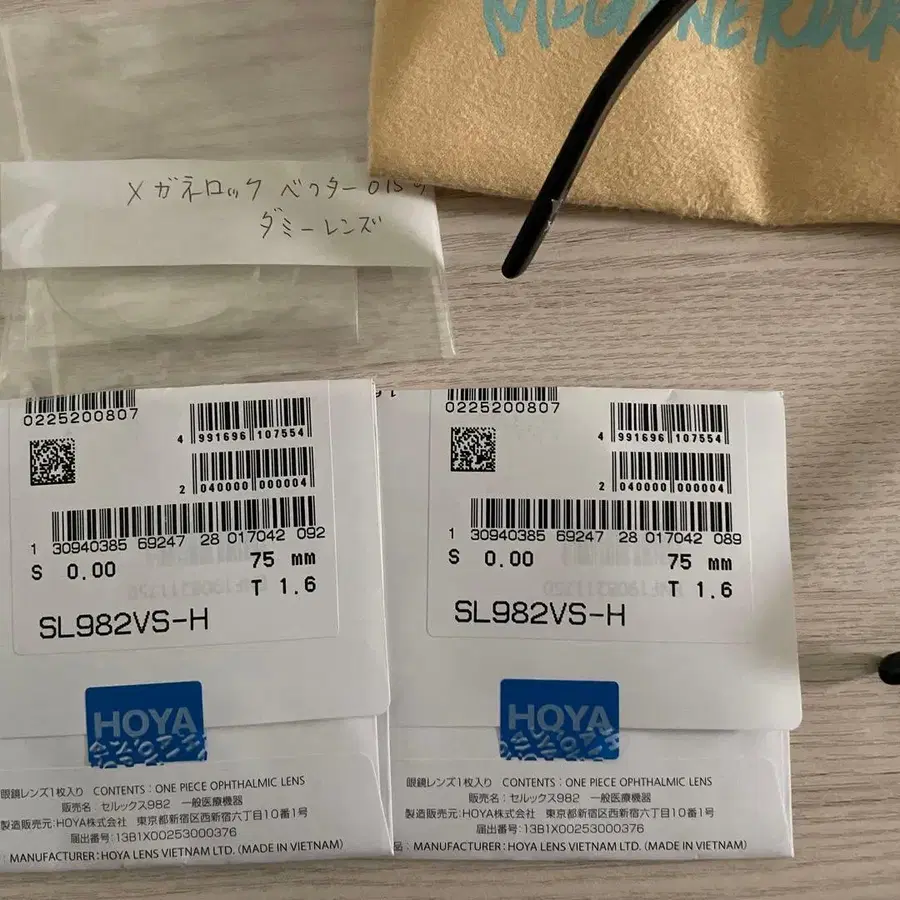 メガネロック ベクター
ダミーレンズ
0225200807
4 991696 107554
2 040000 000004
1 30940385 69247 28 017042 092
S 0.00 75 mm
T 1.6
SL982VS-H
HOYA
眼鏡レンズ1枚入り CONTENTS : ONE PIECE OPHTHALMIC LENS
販売名 セルックス982 一般医療機器
製造販売元:HOYA株式会社 東京都新宿区西新宿六丁目10番1号
届出番号:13B1X00253000376
: MANUFACTURER:HOYA LENS VIETNAM LTD. (MADE IN VIETNAM)
1.6
0225200807
4 991696 107554
2 040000 000004
1 30940385 69247 28 017042 089
S 0.00 75 mm
T 1.6
SL982VS-H
HOYA
眼鏡レンズ1枚入り CONTENTS : ONE PIECE OPHTHALMIC LENS
販売名 : セルックス982 一般医療機器
製造販売元:HOYA株式会社 東京都新宿区西新宿六丁目10番1号
届出番号:13B1X00253000376
: MANUFACTURER:HOYA LENS VIETNAM LTD. (MADE IN VIETNAM)